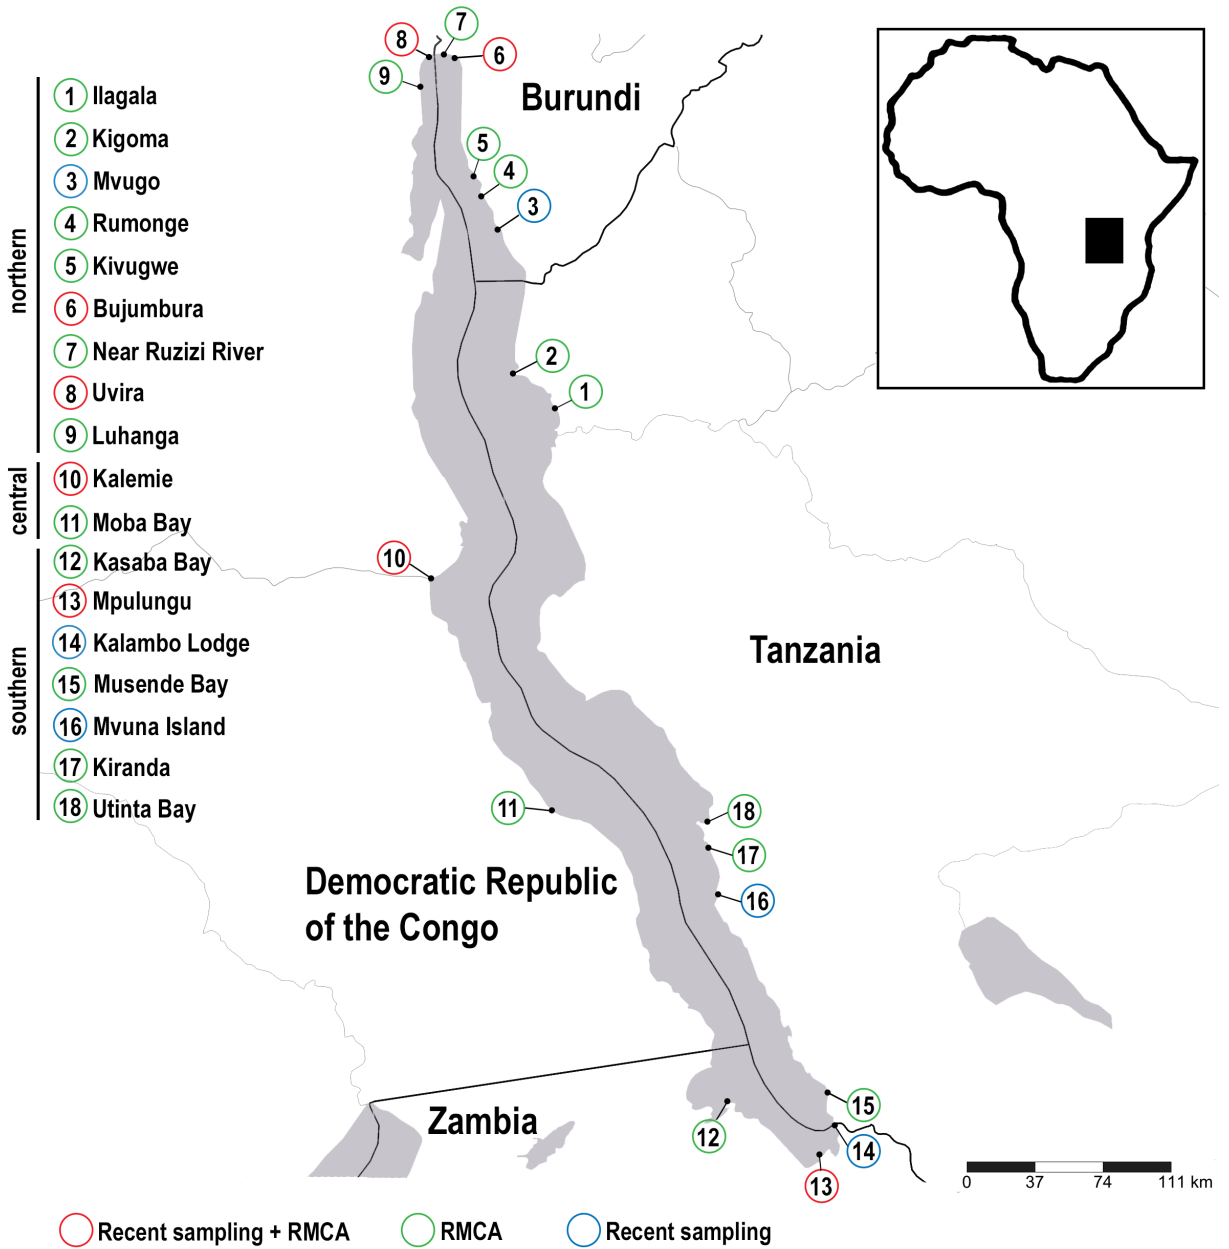 8
7
6
9
Burundi
5
4
3
northern
1 Ilagala
2 Kigoma
3 Mvugo
4 Rumonge
5 Kivugwe
6 Bujumbura
7 Near Ruzizi River
8 Uvira
9 Luhanga
central
10 Kalemie
11 Moba Bay
southern
12 Kasaba Bay
13 Mpulungu
14 Kalambo Lodge
15 Musende Bay
16 Mvuna Island
17 Kiranda
18 Utinta Bay
2
1
10
Tanzania
11
18
17
16
Democratic Republic
of the Congo
Zambia
12
15
14
13
0 37 74 111 km
Recent sampling + RMCA
RMCA
Recent sampling